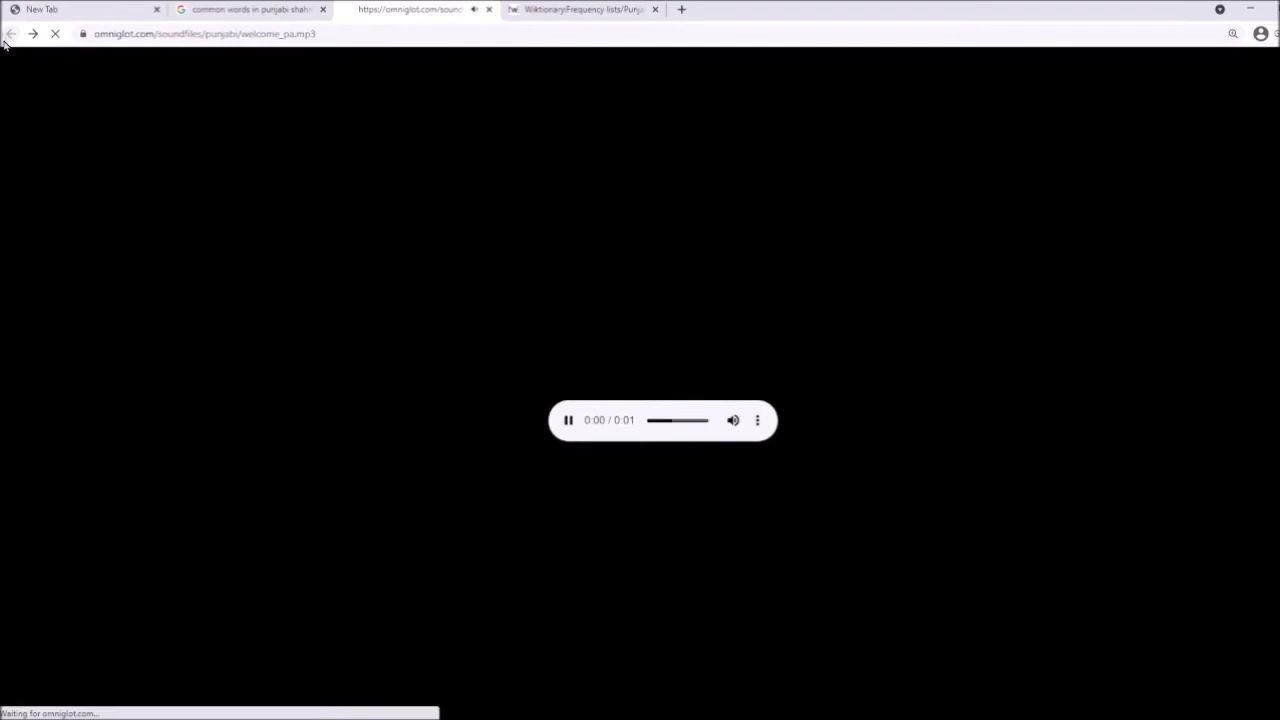 New Tab
common words in punjabi shahm
https://omniglot.com/sound
Wiktionary:Frequency lists/Punja
omniglot.com/soundfiles/punjabi/welcome_pa.mp3
0:00 / 0:01
Waiting for omniglot.com...